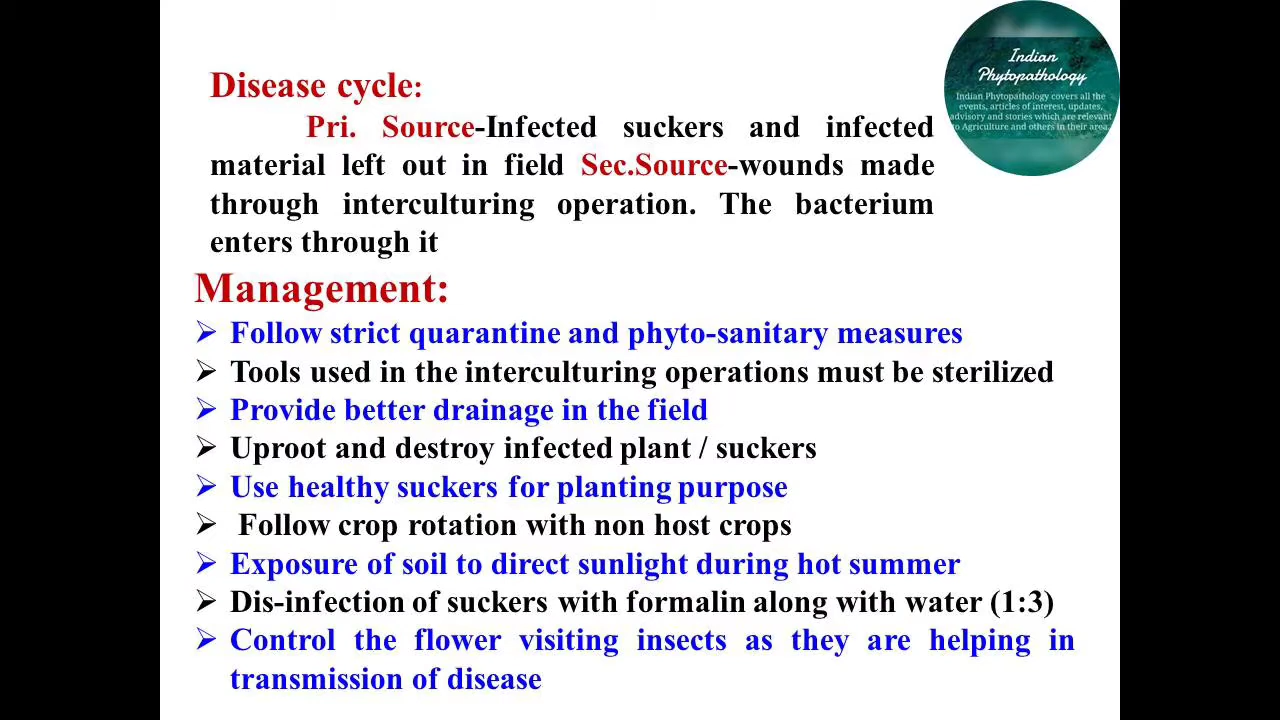 Indian
Phytopathology
Indian Phytopathology covers all the
events, articles of interest, updates,
advisory and stories which are relevant
to Agriculture and others in their area.
Disease cycle:
Pri. Source-Infected suckers and infected
material left out in field Sec.Source-wounds made
through interculturing operation. The bacterium
enters through it
Management:
➢ Follow strict quarantine and phyto-sanitary measures
➢ Tools used in the interculturing operations must be sterilized
➢ Provide better drainage in the field
➢ Uproot and destroy infected plant / suckers
➢ Use healthy suckers for planting purpose
➢ Follow crop rotation with non host crops
➢ Exposure of soil to direct sunlight during hot summer
➢ Dis-infection of suckers with formalin along with water (1:3)
➢ Control the flower visiting insects as they are helping in
transmission of disease